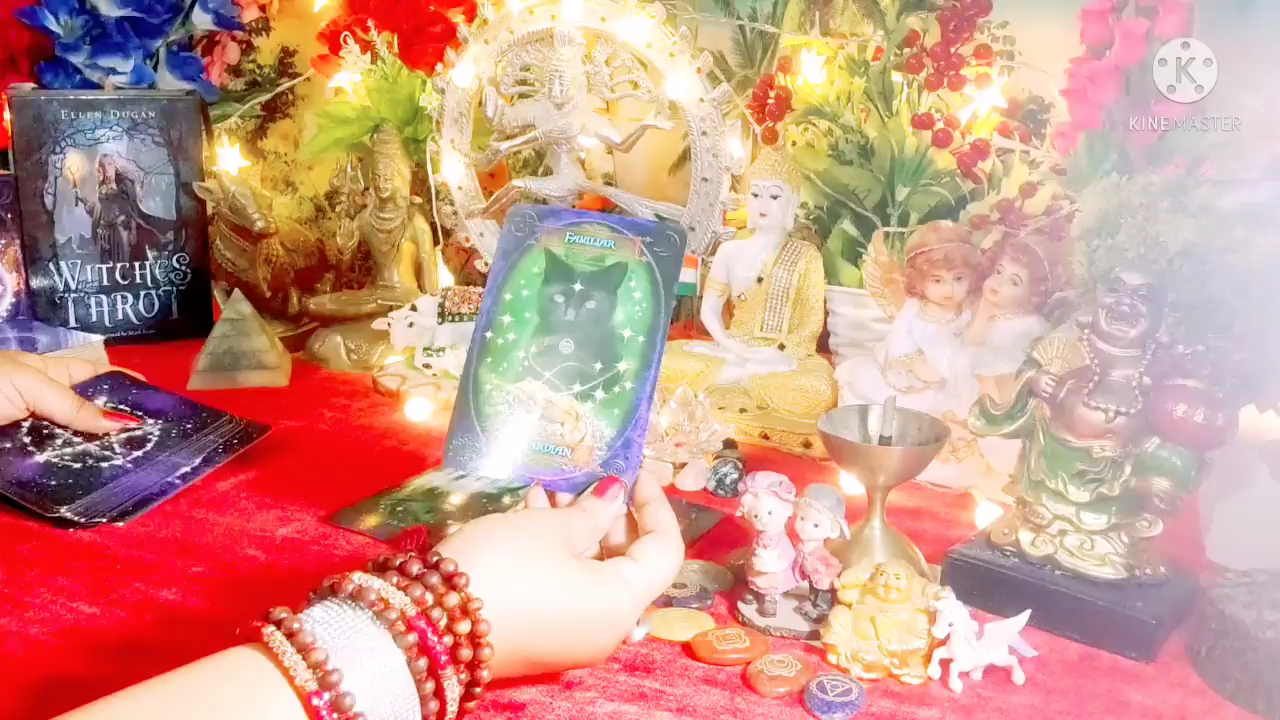 ELLEN DUGAN
WITCHES
TAROT
FAMILIAR
K
KINEMASTER